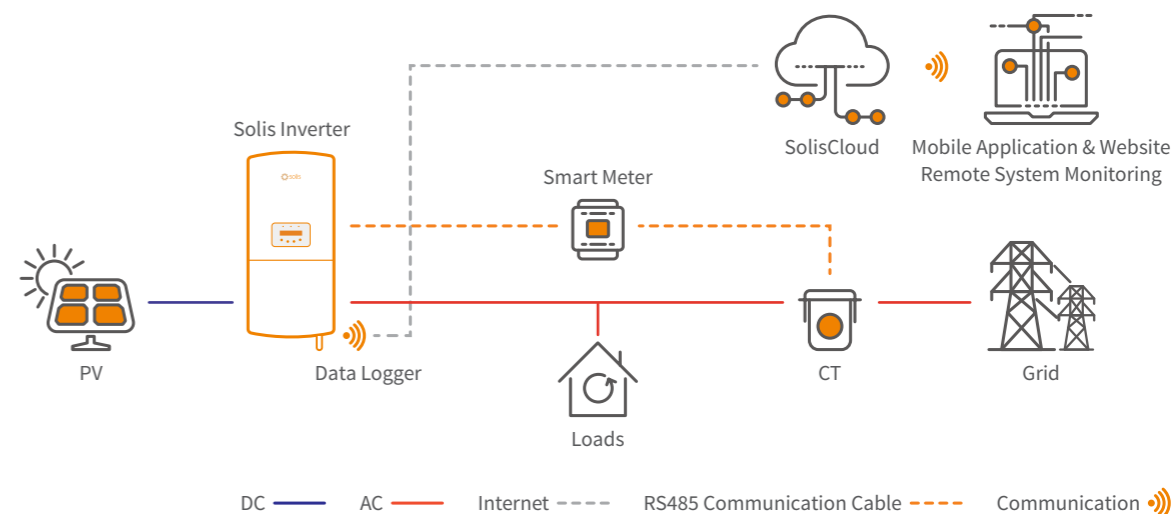 SolisCloud
Mobile Application & Website
Remote System Monitoring
Solis Inverter
solis
Smart Meter
PV
Data Logger
CT
Grid
Loads
DC
AC
Internet
RS485 Communication Cable
Communication